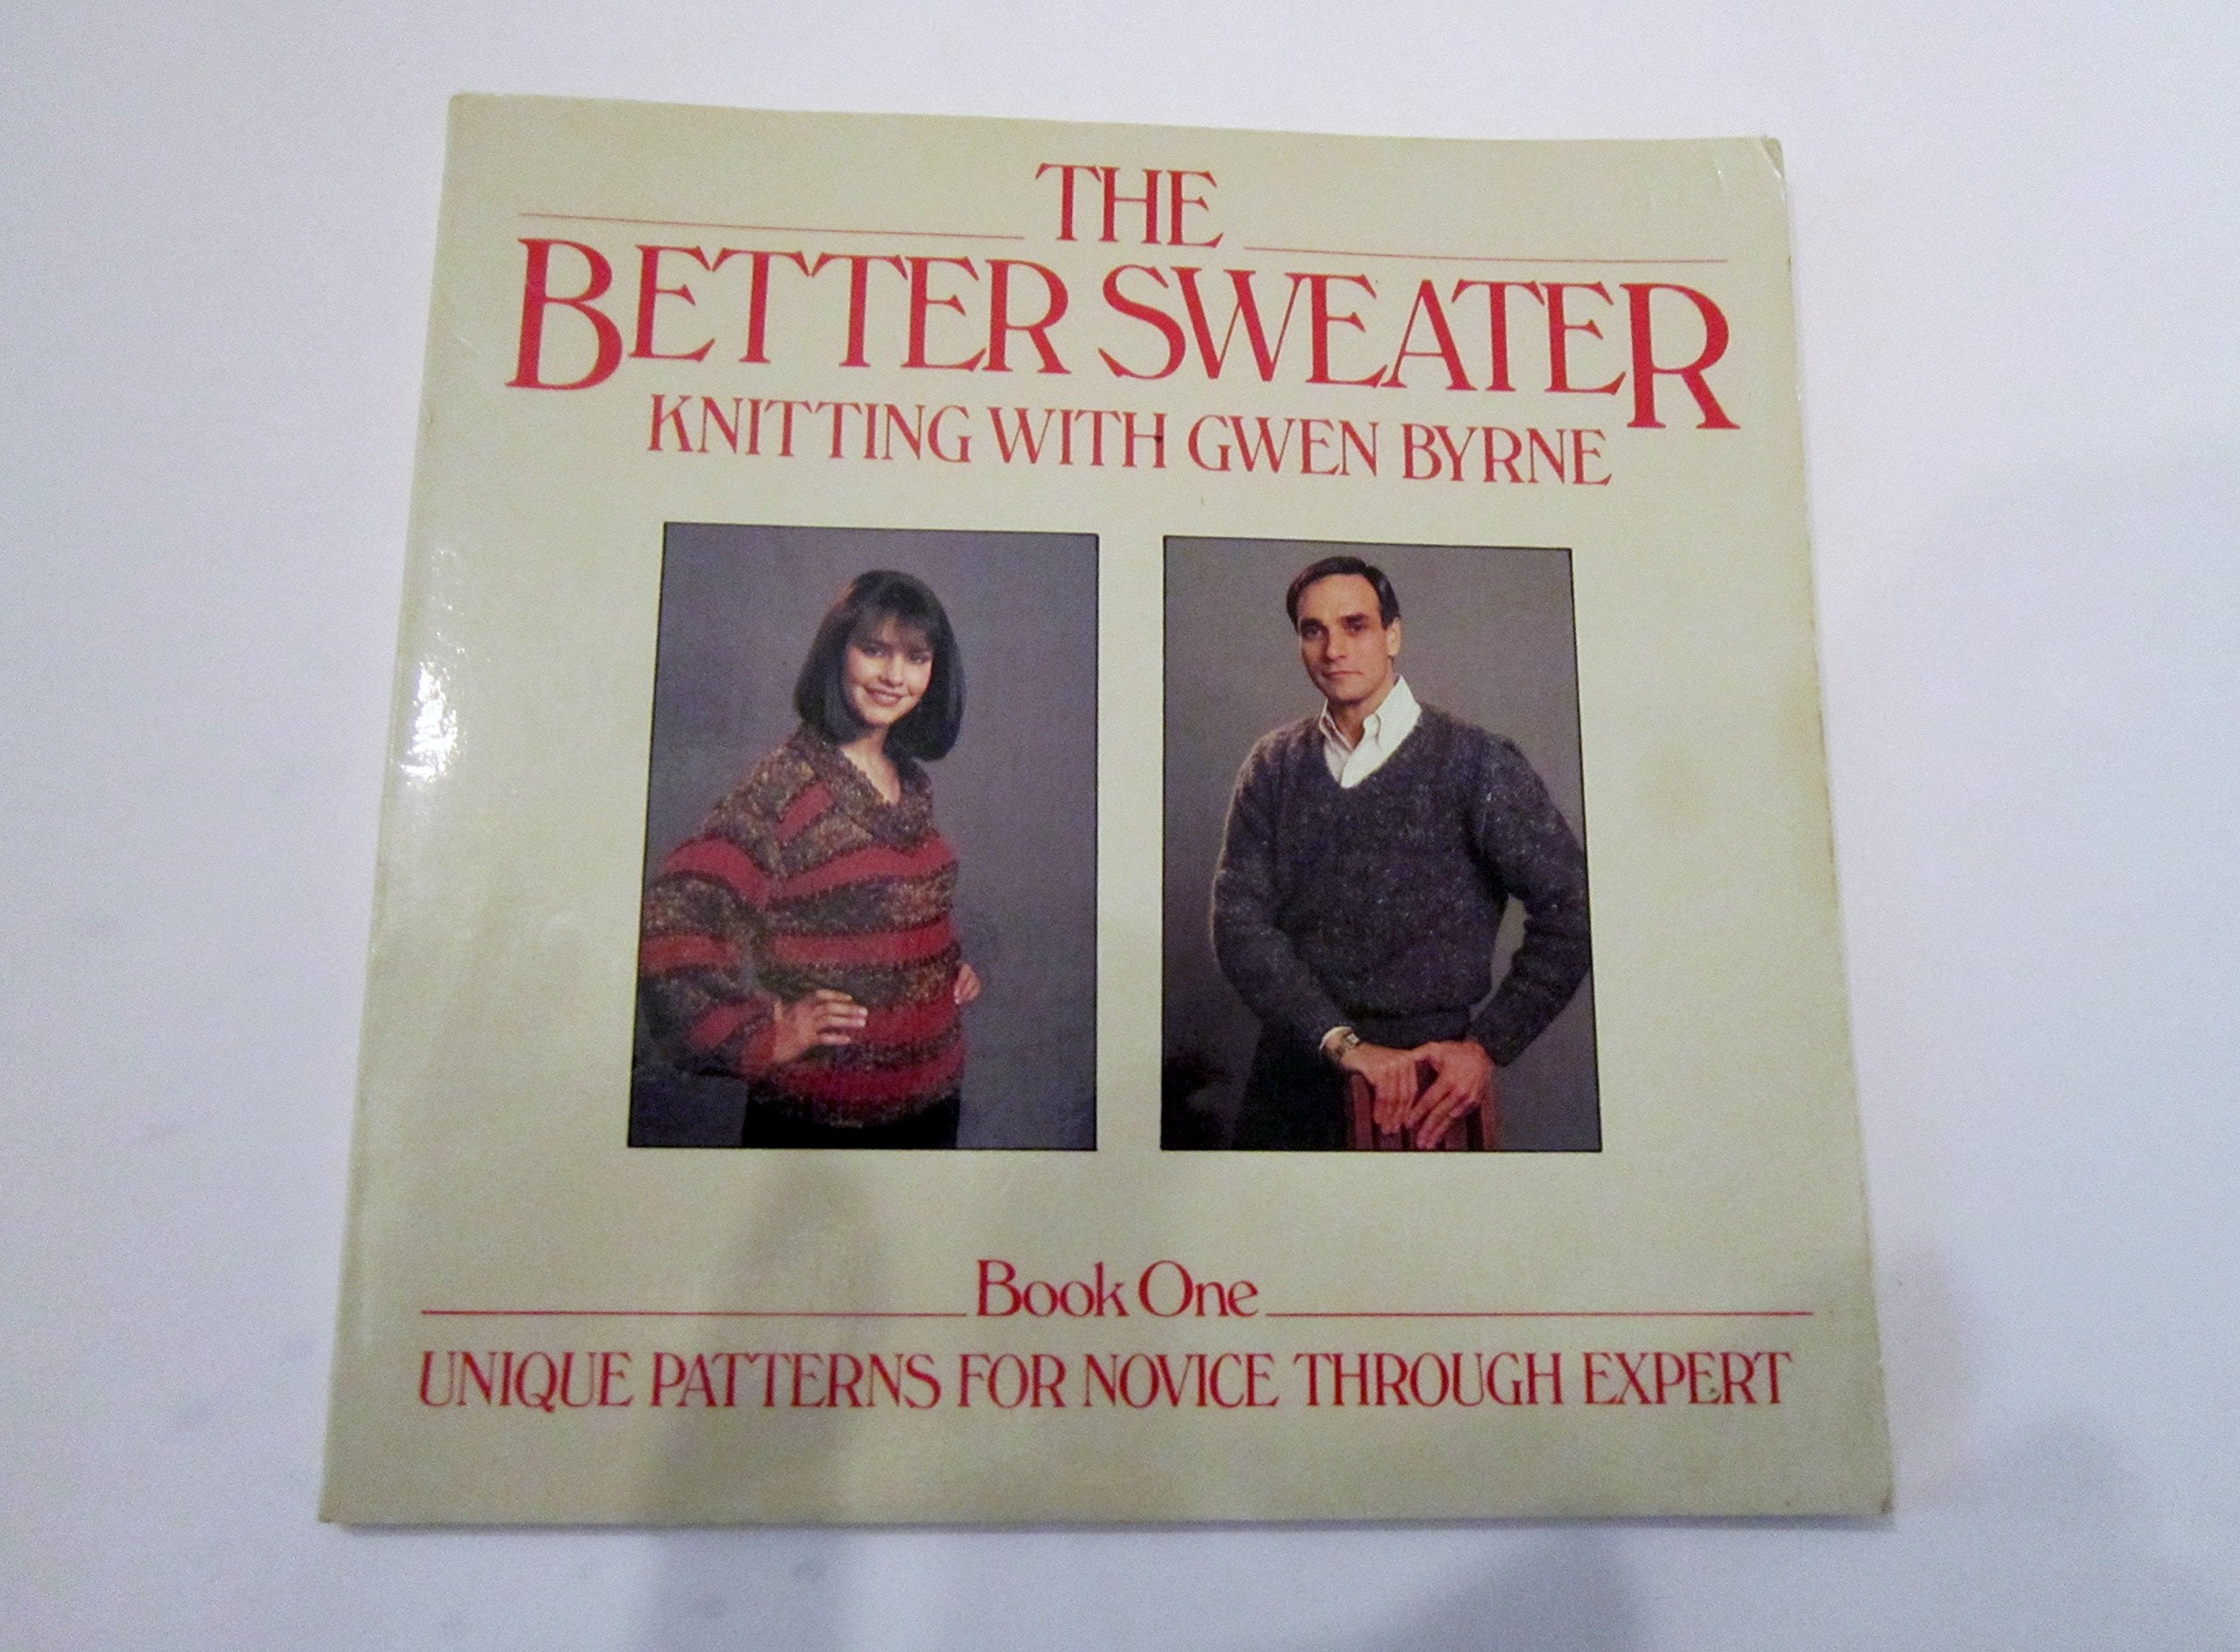 THE
BETTER SWEATER
KNITTING WITH GWEN BYRNE
Book One
UNIQUE PATTERNS FOR NOVICE THROUGH EXPERT